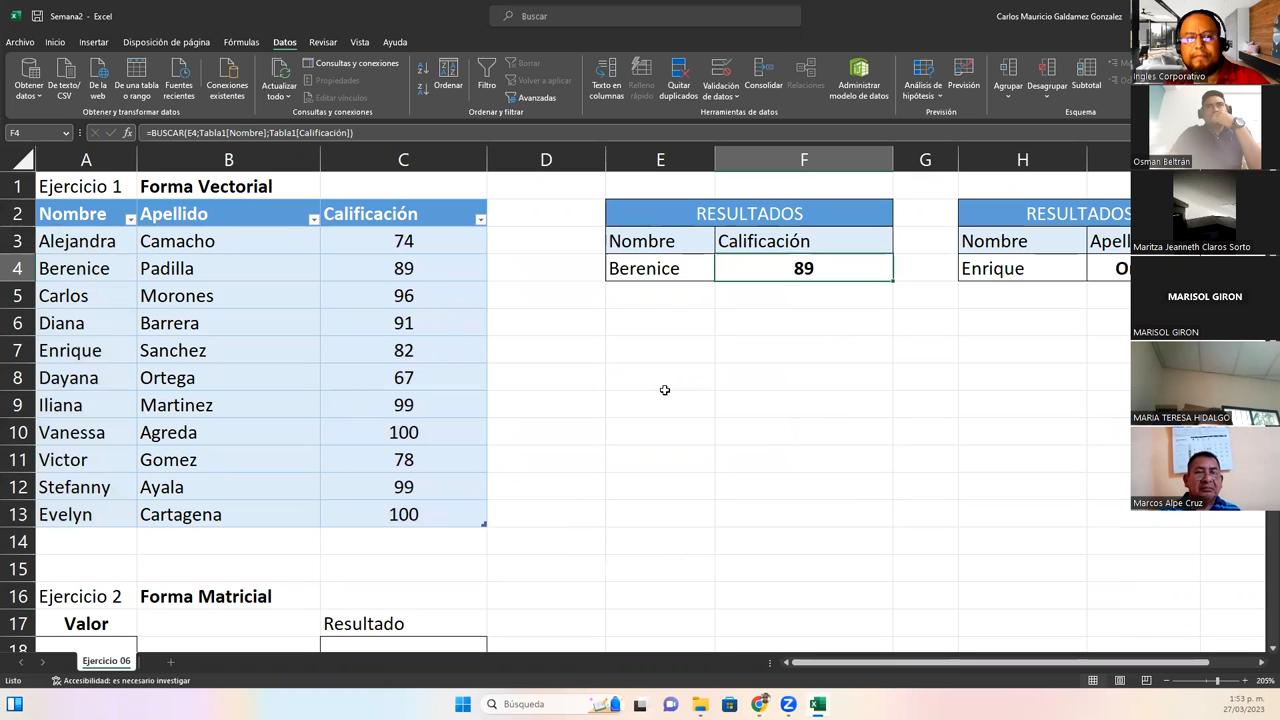 Semana2 - Excel
Buscar
Carlos Mauricio Galdamez Gonzalez
Archivo Inicio Insertar Disposición de página Fórmulas Datos Revisar Vista Ayuda
Obtener datos
De texto/CSV
De la web
De una tabla o rango
Fuentes recientes
Conexiones existentes
Obtener y transformar datos
Actualizar todo
Consultas y conexiones
Propiedades
Editar vínculos
Consultas y conexiones
Borrar
Volver a aplicar
Avanzadas
Ordenar y filtrar
Texto en columnas
Relleno rápido
Quitar duplicados
Validación de datos
Consolidar
Relaciones
Administrar modelo de datos
Herramientas de datos
Análisis de hipótesis
Previsión
Previsión
Agrupar
Desagrupar
Subtotal
Esquema
F4
=BUSCAR(E4;Tabla1[Nombre];Tabla1[Calificación])
A B C D E F G H
1 Ejercicio 1 Forma Vectorial
2 Nombre Apellido Calificación RESULTADOS RESULTADOS
3 Alejandra Camacho 74 Nombre Calificación Nombre Apell
4 Berenice Padilla 89 Berenice 89 Enrique
5 Carlos Morones 96
6 Diana Barrera 91
7 Enrique Sanchez 82
8 Dayana Ortega 67
9 Iliana Martinez 99
10 Vanessa Agreda 100
11 Victor Gomez 78
12 Stefanny Ayala 99
13 Evelyn Cartagena 100
14
15
16 Ejercicio 2 Forma Matricial
17 Valor Resultado
18
Ejercicio 06
Listo
Accesibilidad: es necesario investigar
205%
Búsqueda
1:53 p. m.
27/03/2023
Ingles Corporativo
Osman Beltrán
Maritza Jeanneth Claros Sorto
MARISOL GIRON
MARISOL GIRON
MARIA TERESA HIDALGO
Marcos Alpe Cruz